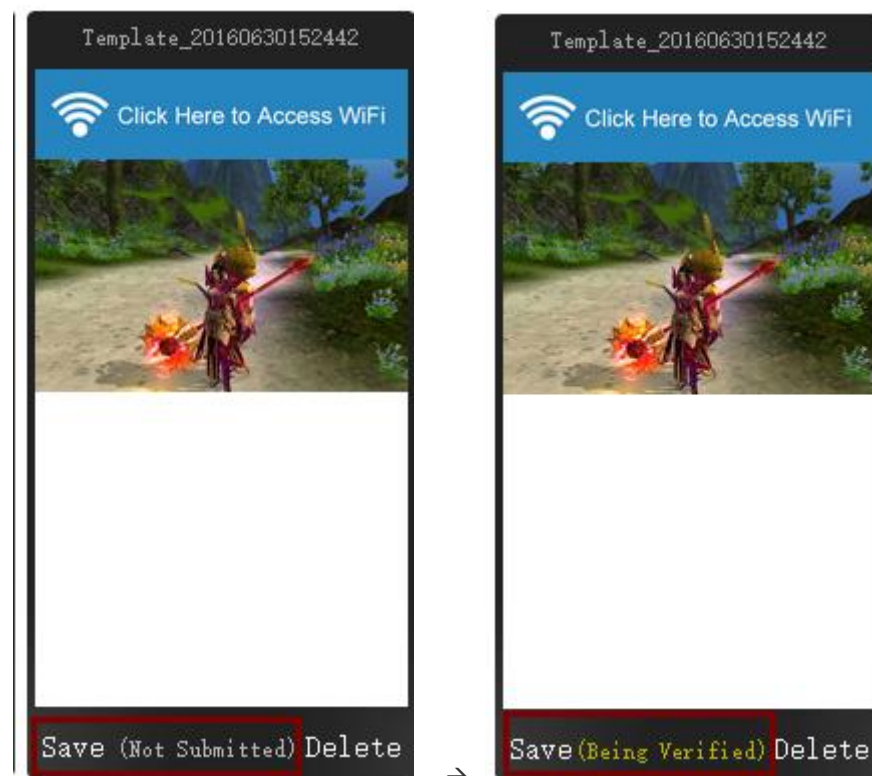 Template_20160630152442
Click Here to Access WiFi
Save (Not Submitted) Delete
→
Template_20160630152442
Click Here to Access WiFi
Save(Being Verified) Delete